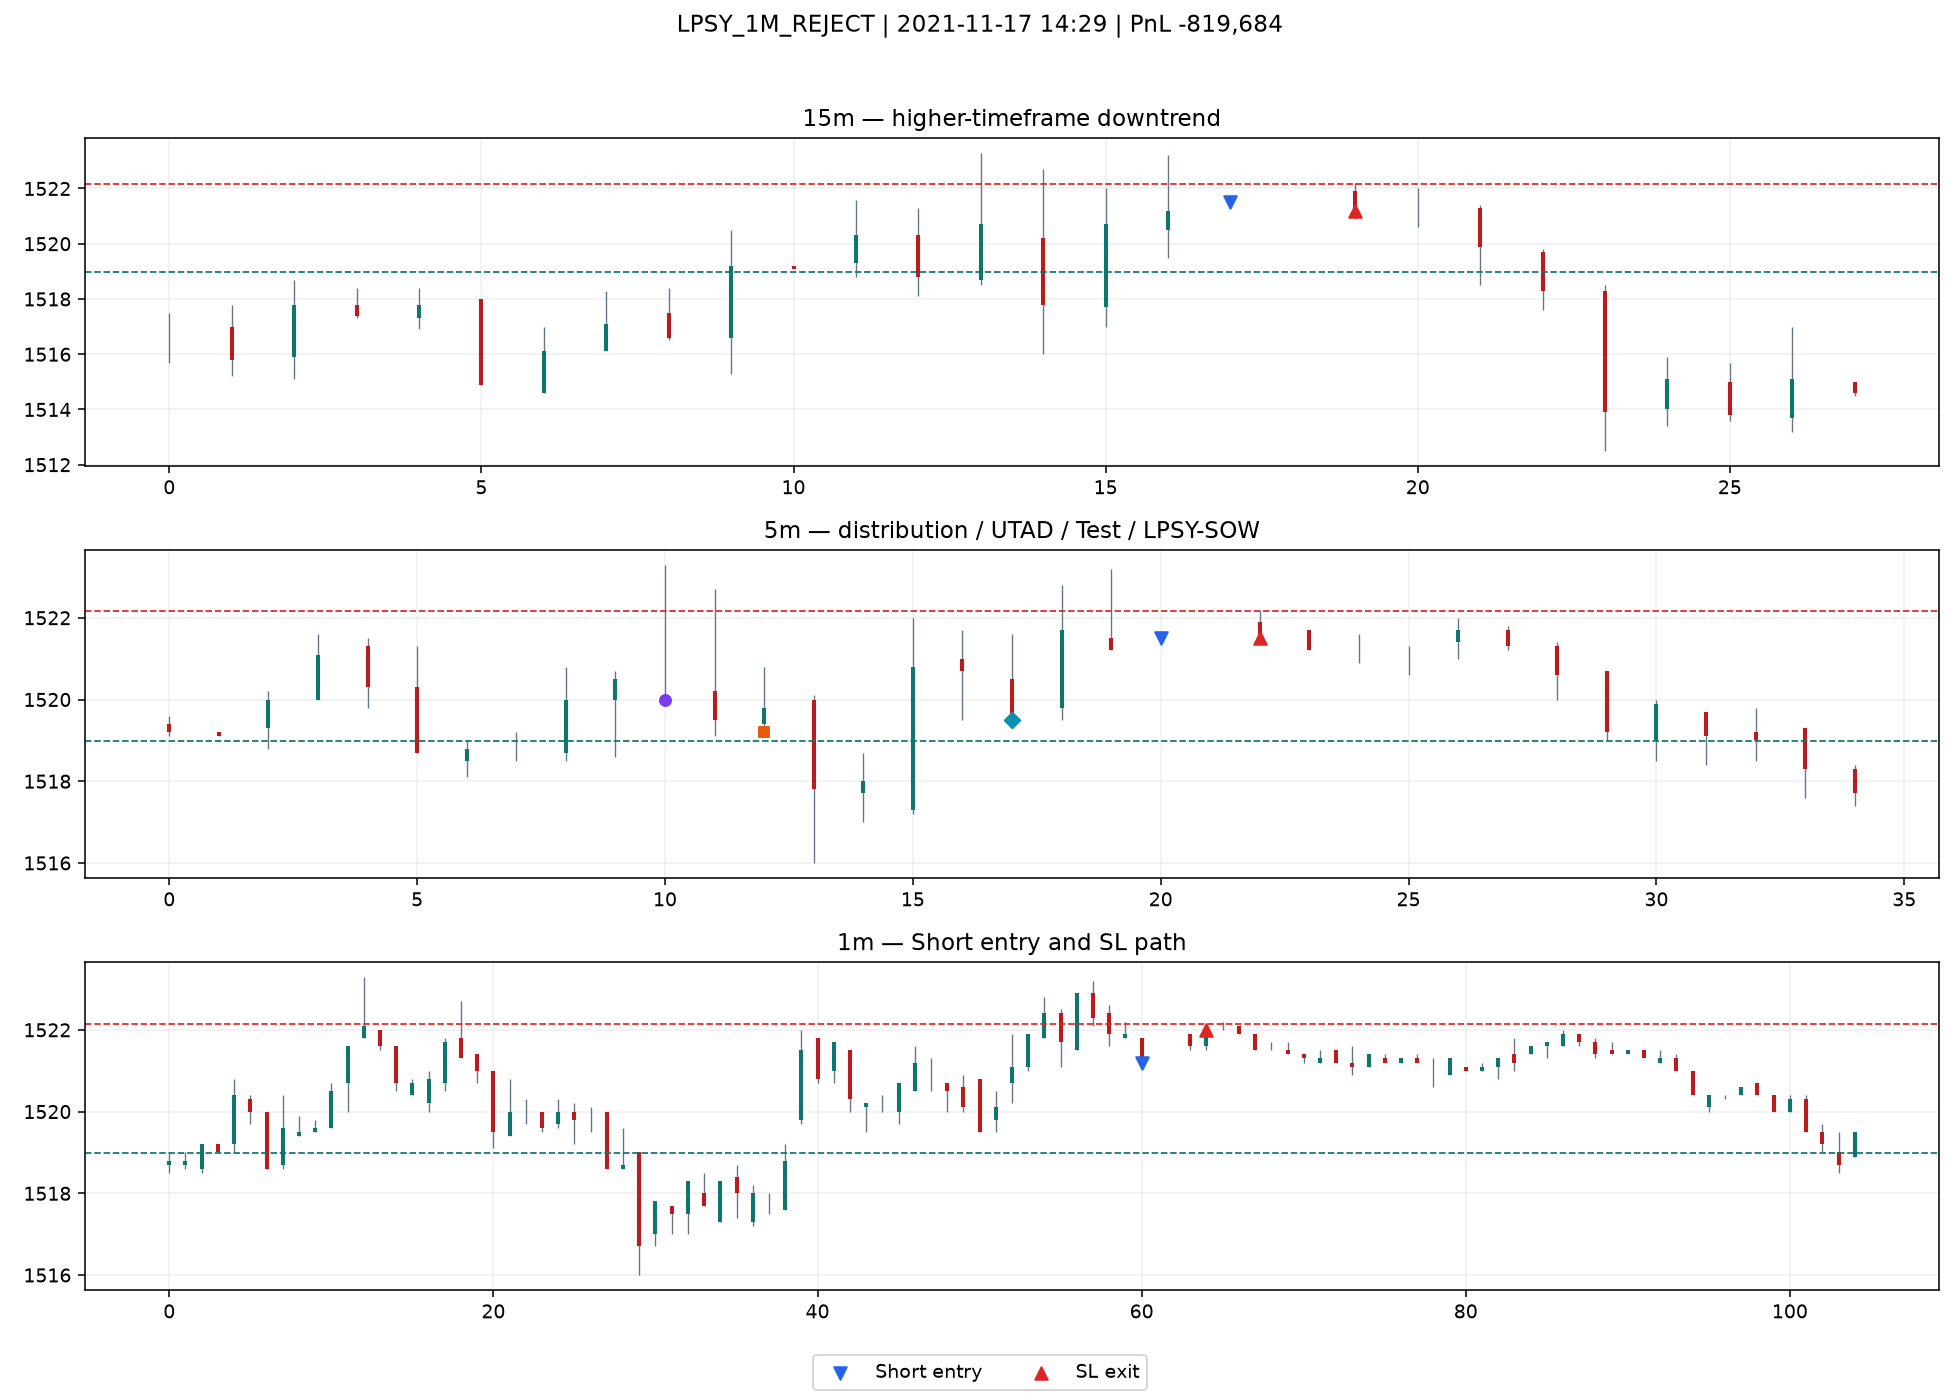 LPSY_1M_REJECT | 2021-11-17 14:29 | PnL -819,684
15m — higher-timeframe downtrend
1522
1520
1518
1516
1514
1512
0 5 10 15 20 25
5m — distribution / UTAD / Test / LPSY-SOW
1522
1520
1518
1516
0 5 10 15 20 25 30 35
1m — Short entry and SL path
1522
1520
1518
1516
0 20 40 60 80 100
Short entry SL exit